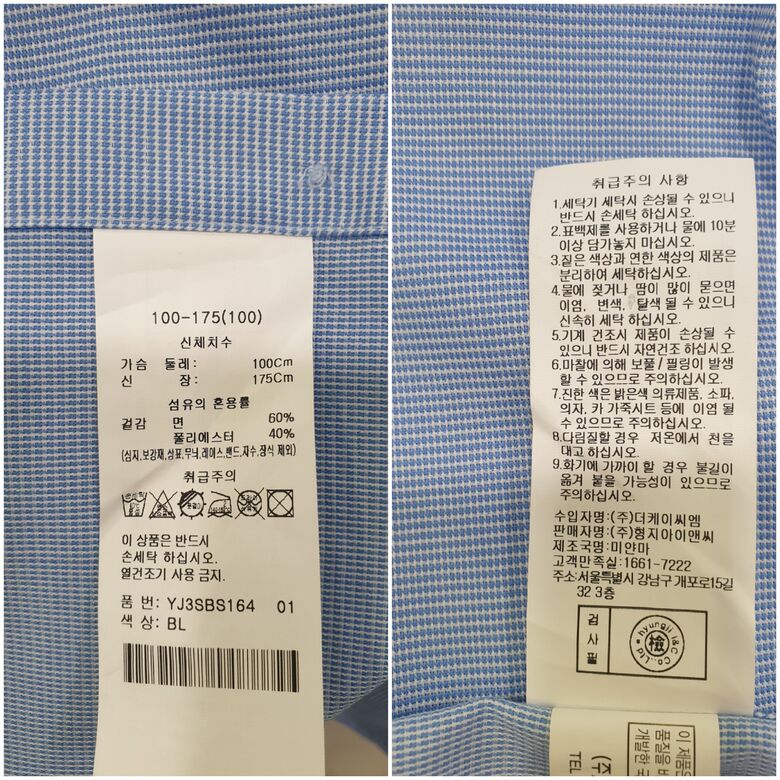 100-175(100)
신체치수
가슴 둘레: 100Cm
신 장: 175Cm
섬유의 혼용률
겉감 면 60%
폴리에스터 40%
(심지,보강재,상표,무늬,레이스,밴드,자수,장식 제외)
취급주의
이 상품은 반드시
손세탁 하십시오.
열건조기 사용 금지.
품 번: YJ3SBS164 01
색 상: BL
취급주의 사항
1.세탁기 세탁시 손상될 수 있으니
반드시 손세탁 하십시오.
2.표백제를 사용하거나 물에 10분
이상 담가놓지 마십시오.
3.짙은 색상과 연한 색상의 제품은
분리하여 세탁하십시오.
4.물에 젖거나 땀이 많이 묻으면
이염, 변색, 탈색 될 수 있으니
신속히 세탁 하십시오.
5.기계 건조시 제품이 손상될 수
있으니 반드시 자연건조 하십시오.
6.마찰에 의해 보풀/필링이 발생
할 수 있으므로 주의하십시오.
7.진한 색은 밝은색 의류제품, 소파,
의자, 카 가죽시트 등에 이염 될
수 있으므로 주의하십시오.
8.다림질할 경우 저온에서 천을
대고 하십시오.
9.화기에 가까이 할 경우 불길이
옮겨 붙을 가능성이 있으므로
주의하십시오.
수입자명:(주)더케이씨엠
판매자명:(주)형지아이앤씨
제조국명:미얀마
고객만족실:1661-7222
주소:서울특별시 강남구 개포로15길
32 3층
검사필
hyungji I&C Co.,Ltd
檢
이 제품은
품질을
개발한
(주
TEL